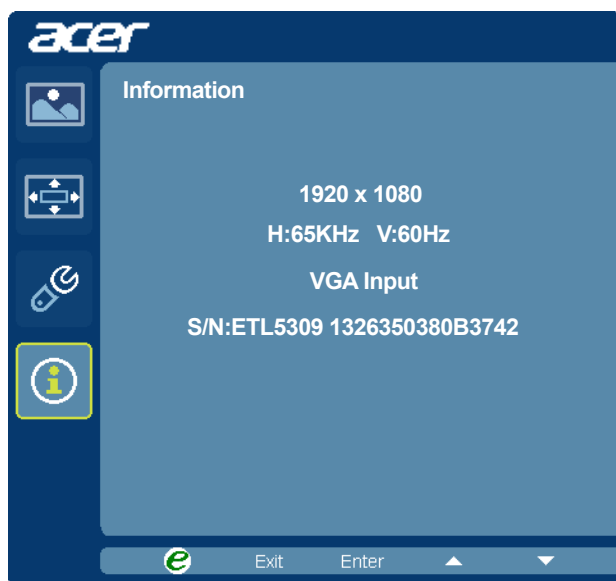 acer
Information
1920 x 1080
H:65KHz V:60Hz
VGA Input
S/N:ETL5309 1326350380B3742
e Exit Enter